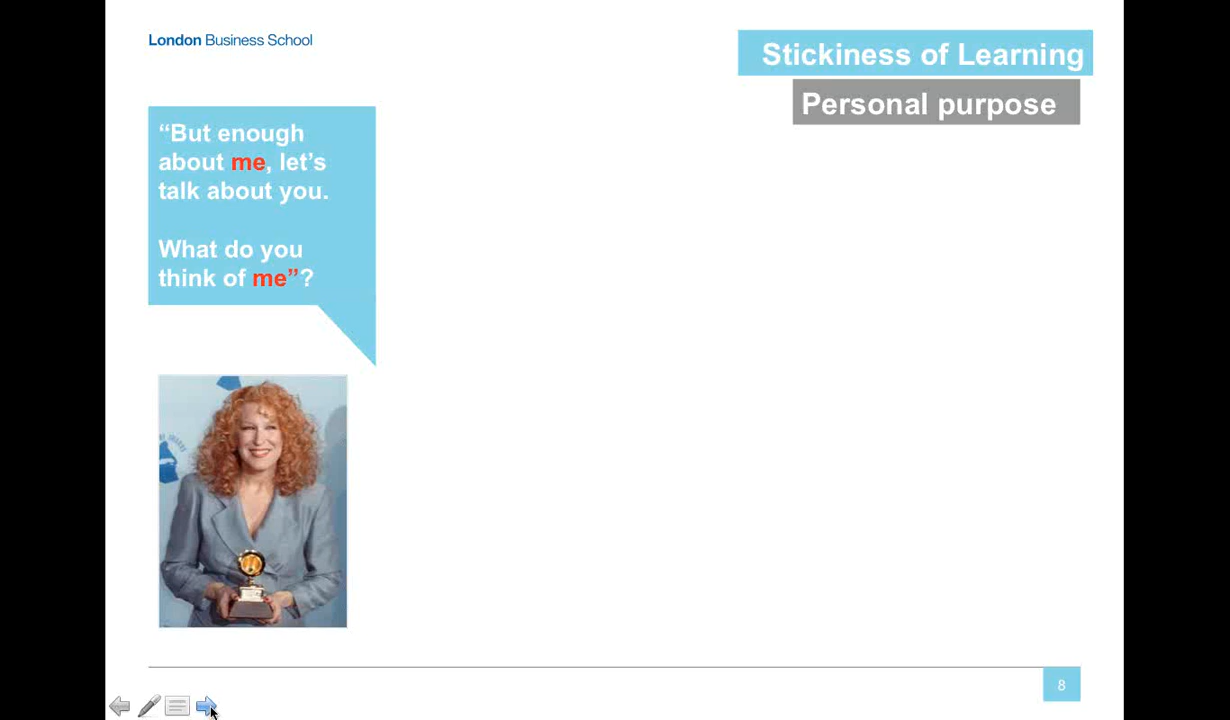 London Business School
Stickiness of Learning
Personal purpose
“But enough
about me, let’s
talk about you.
What do you
think of me”?
8